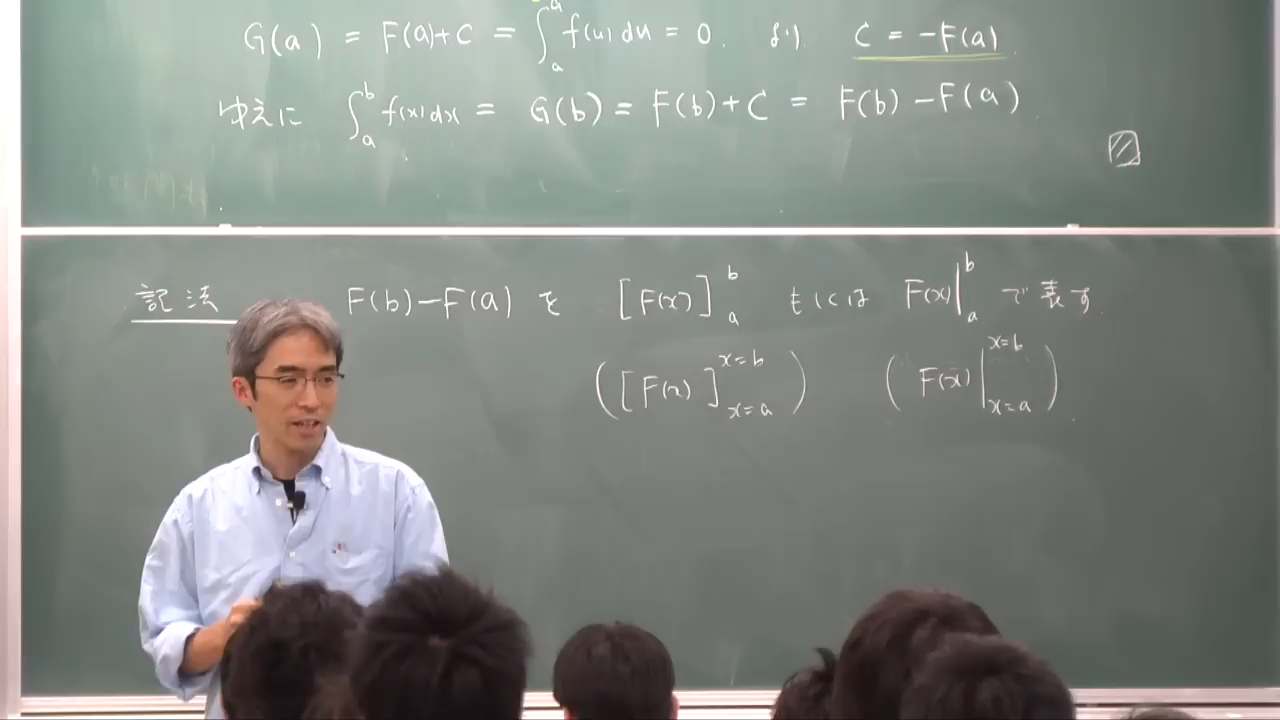 G(a) = F(a)+C = ∫_a^a f(u) du = 0. より C = -F(a).
ゆえに ∫_a^b f(x)dx = G(b) = F(b)+C = F(b)-F(a).
記法 F(b)-F(a) を [F(x)]_a^b もしくは F(x)|_a^b で表す.
([F(x)]_{x=a}^{x=b}) (F(x)|_{x=a}^{x=b}).